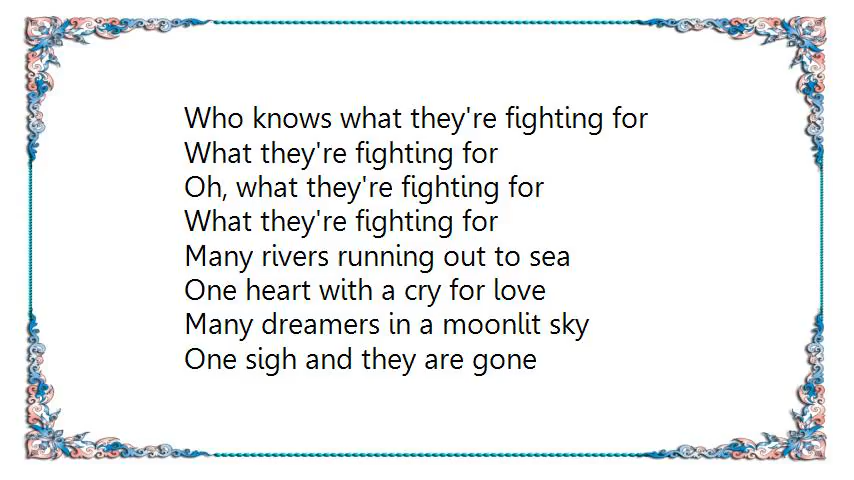 Who knows what they're fighting for
What they're fighting for
Oh, what they're fighting for
What they're fighting for
Many rivers running out to sea
One heart with a cry for love
Many dreamers in a moonlit sky
One sigh and they are gone